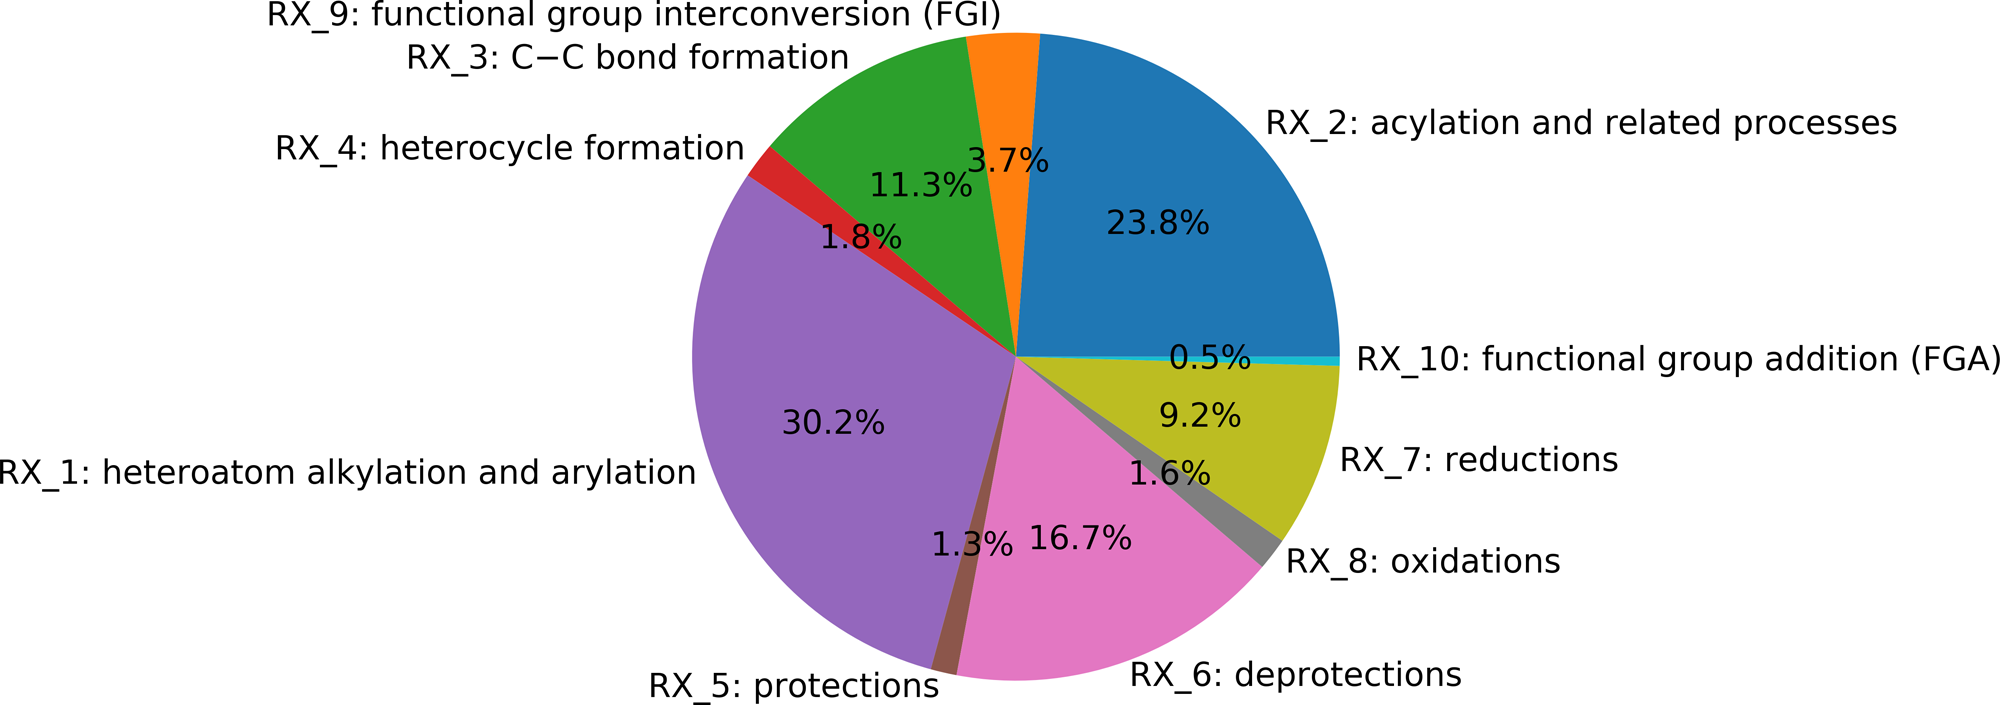 RX_9: functional group interconversion (FGI)
RX_3: C−C bond formation
RX_2: acylation and related processes
RX_4: heterocycle formation
3.7%
11.3%
23.8%
1.8%
0.5%
RX_10: functional group addition (FGA)
30.2%
9.2%
RX_7: reductions
RX_1: heteroatom alkylation and arylation
1.6%
1.3%
16.7%
RX_8: oxidations
RX_5: protections
RX_6: deprotections